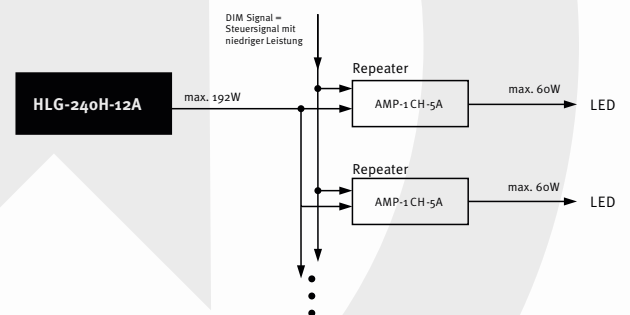 DIM Signal =
Steuersignal mit
niedriger Leistung
Repeater
HLG-240H-12A
max. 192W
AMP-1CH-5A
max. 60W
LED
Repeater
AMP-1CH-5A
max. 60W
LED